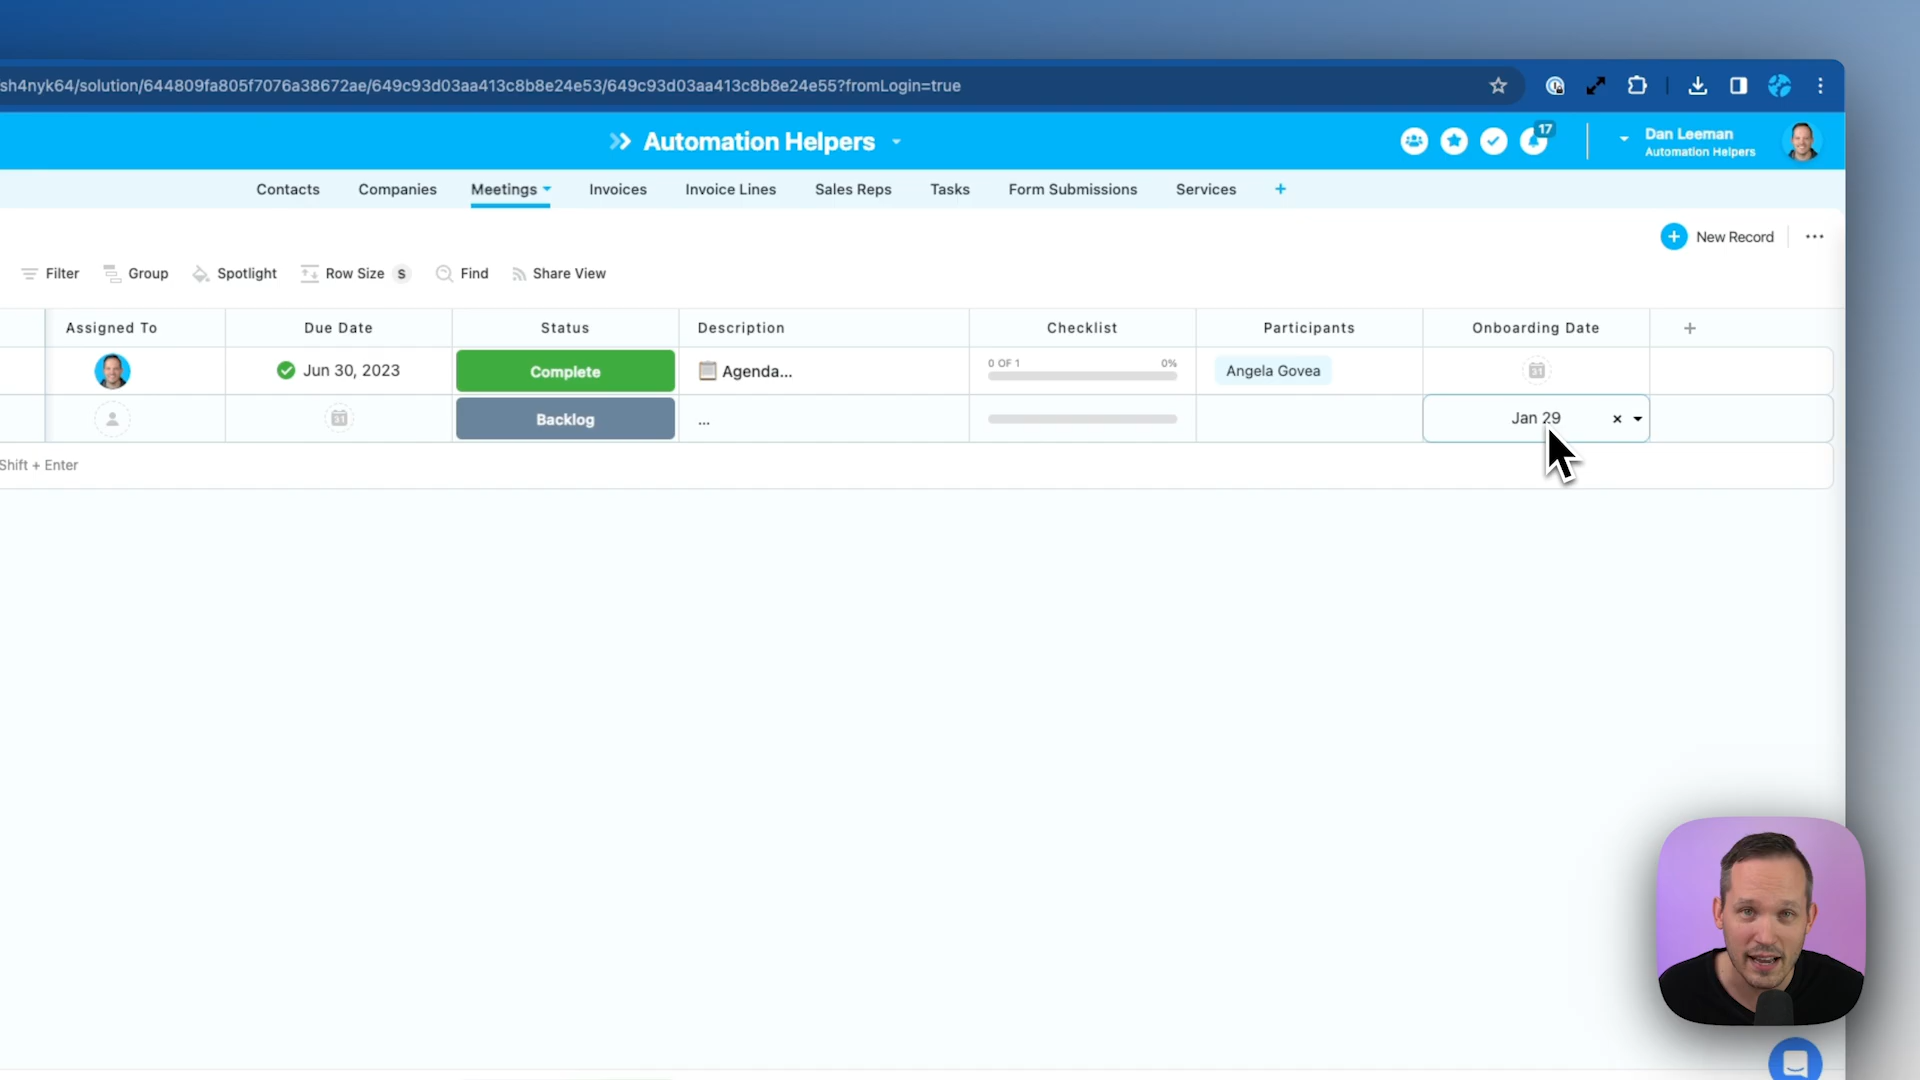 sh4nyk64/solution/644809fa805f7076a38672ae/649c93d03aa413c8b8e24e53/649c93d03aa413c8b8e24e55?fromLogin=true
Automation Helpers
17
Dan Leeman
Automation Helpers
Contacts Companies Meetings Invoices Invoice Lines Sales Reps Tasks Form Submissions Services +
New Record
Filter Group Spotlight Row Size S Find Share View
Assigned To Due Date Status Description Checklist Participants Onboarding Date +
Jun 30, 2023 Complete Agenda... 0 OF 1 0% Angela Govea 31
31 Backlog ... Jan 29
Shift + Enter